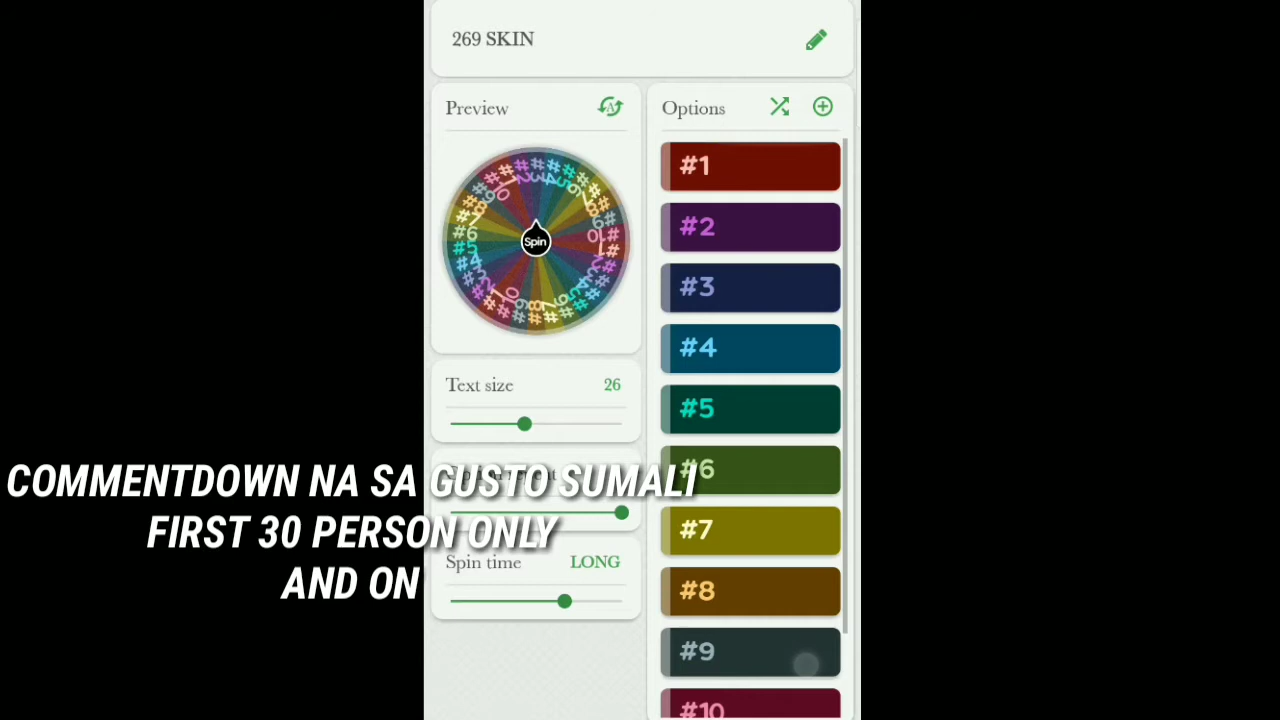 269 SKIN
Preview
A
Spin
Options
#1
#2
#3
#4
#5
#6
#7
#8
#9
#10
Text size 26
COMMENTDOWN NA SA GUSTO SUMALI
FIRST 30 PERSON ONLY
AND ON
Spin time LONG